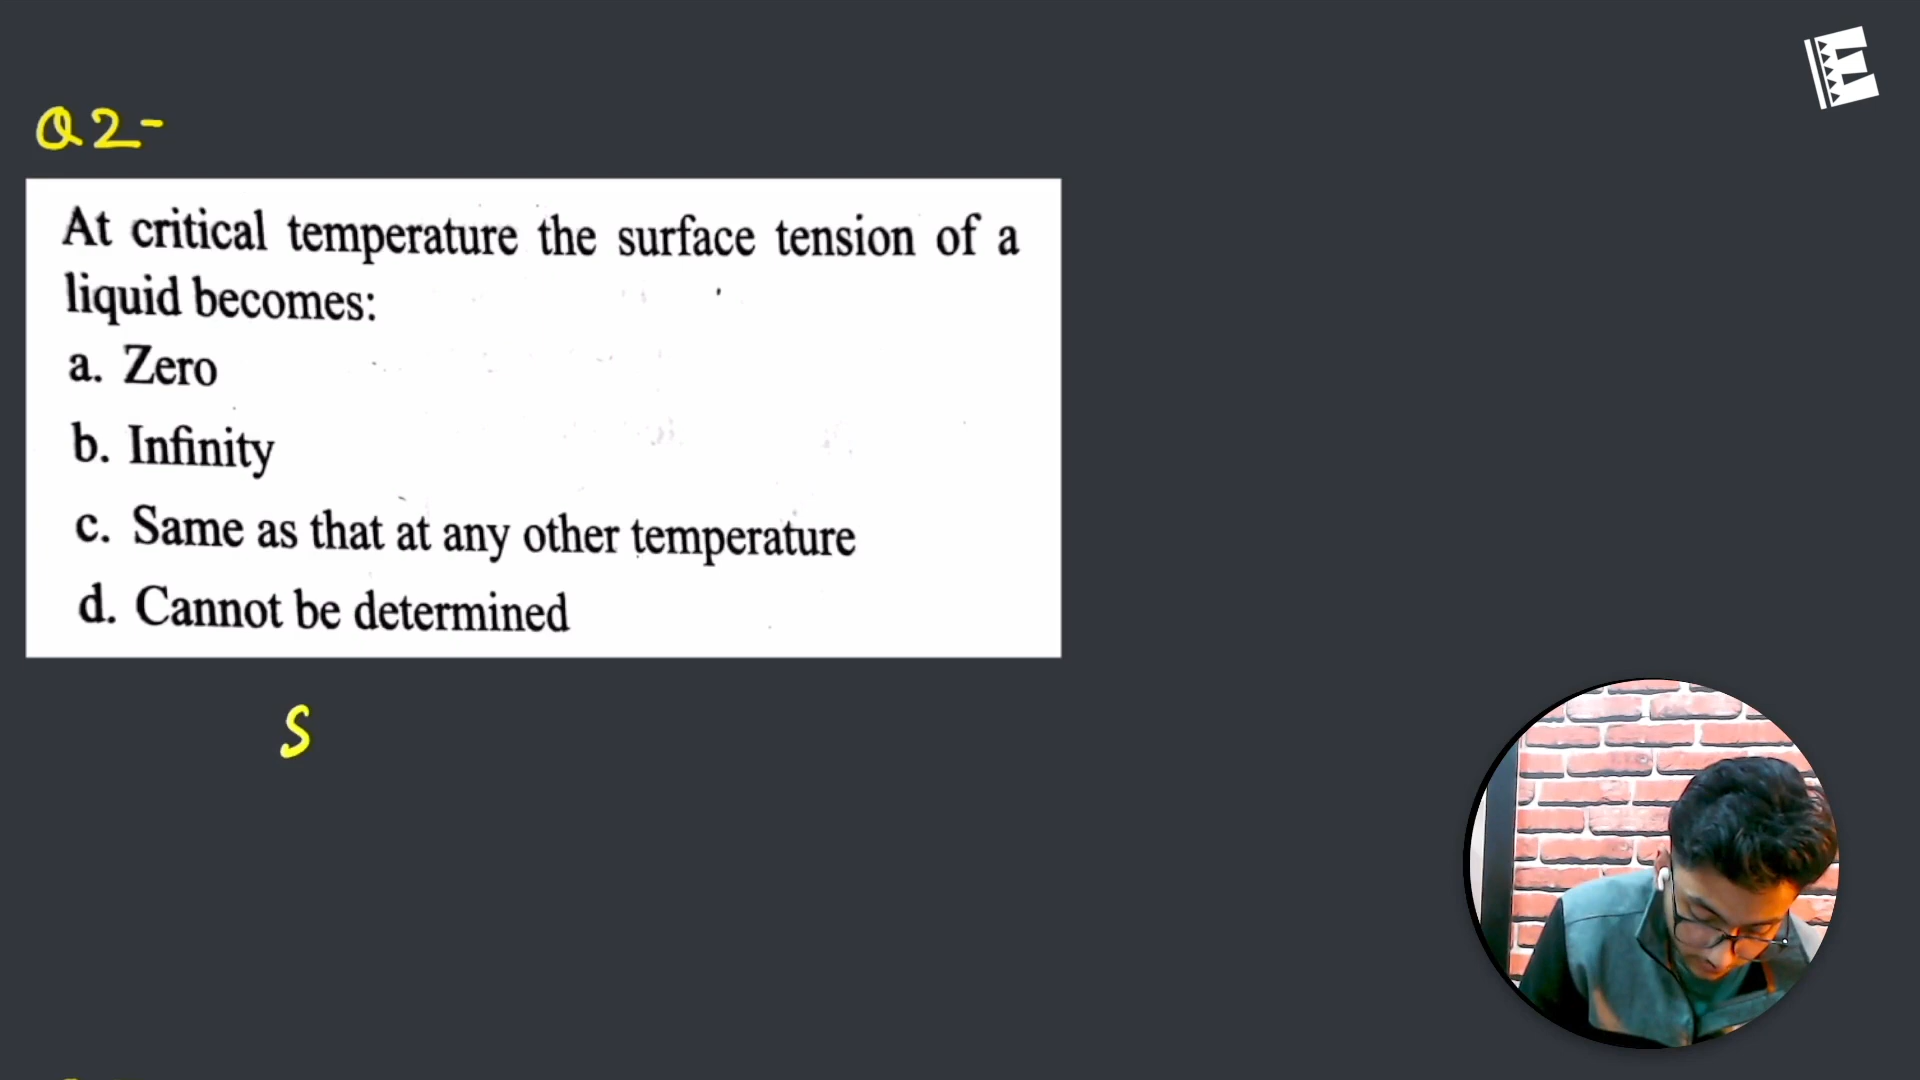 Q2-
At critical temperature the surface tension of a
liquid becomes:
a. Zero
b. Infinity
c. Same as that at any other temperature
d. Cannot be determined
S